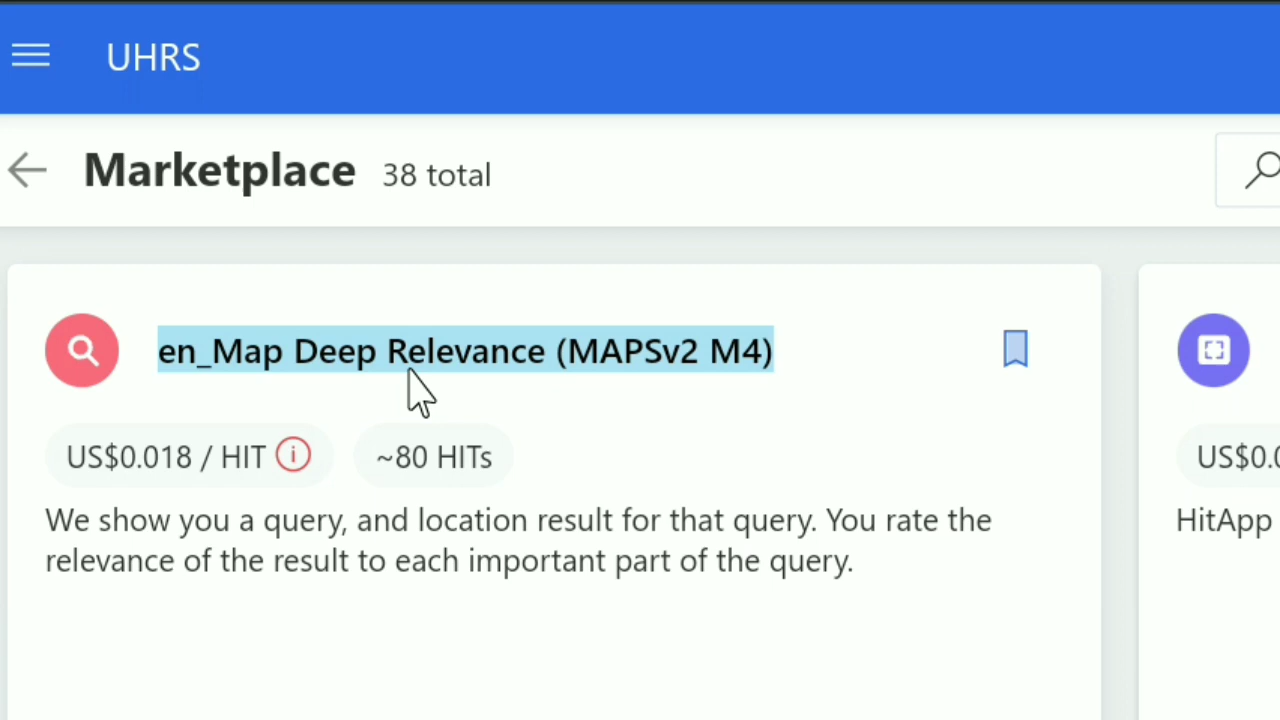 UHRS
Marketplace 38 total
en_Map Deep Relevance (MAPSv2 M4)
US$0.018 / HIT ~80 HITs
We show you a query, and location result for that query. You rate the
relevance of the result to each important part of the query.
US$0.
HitApp